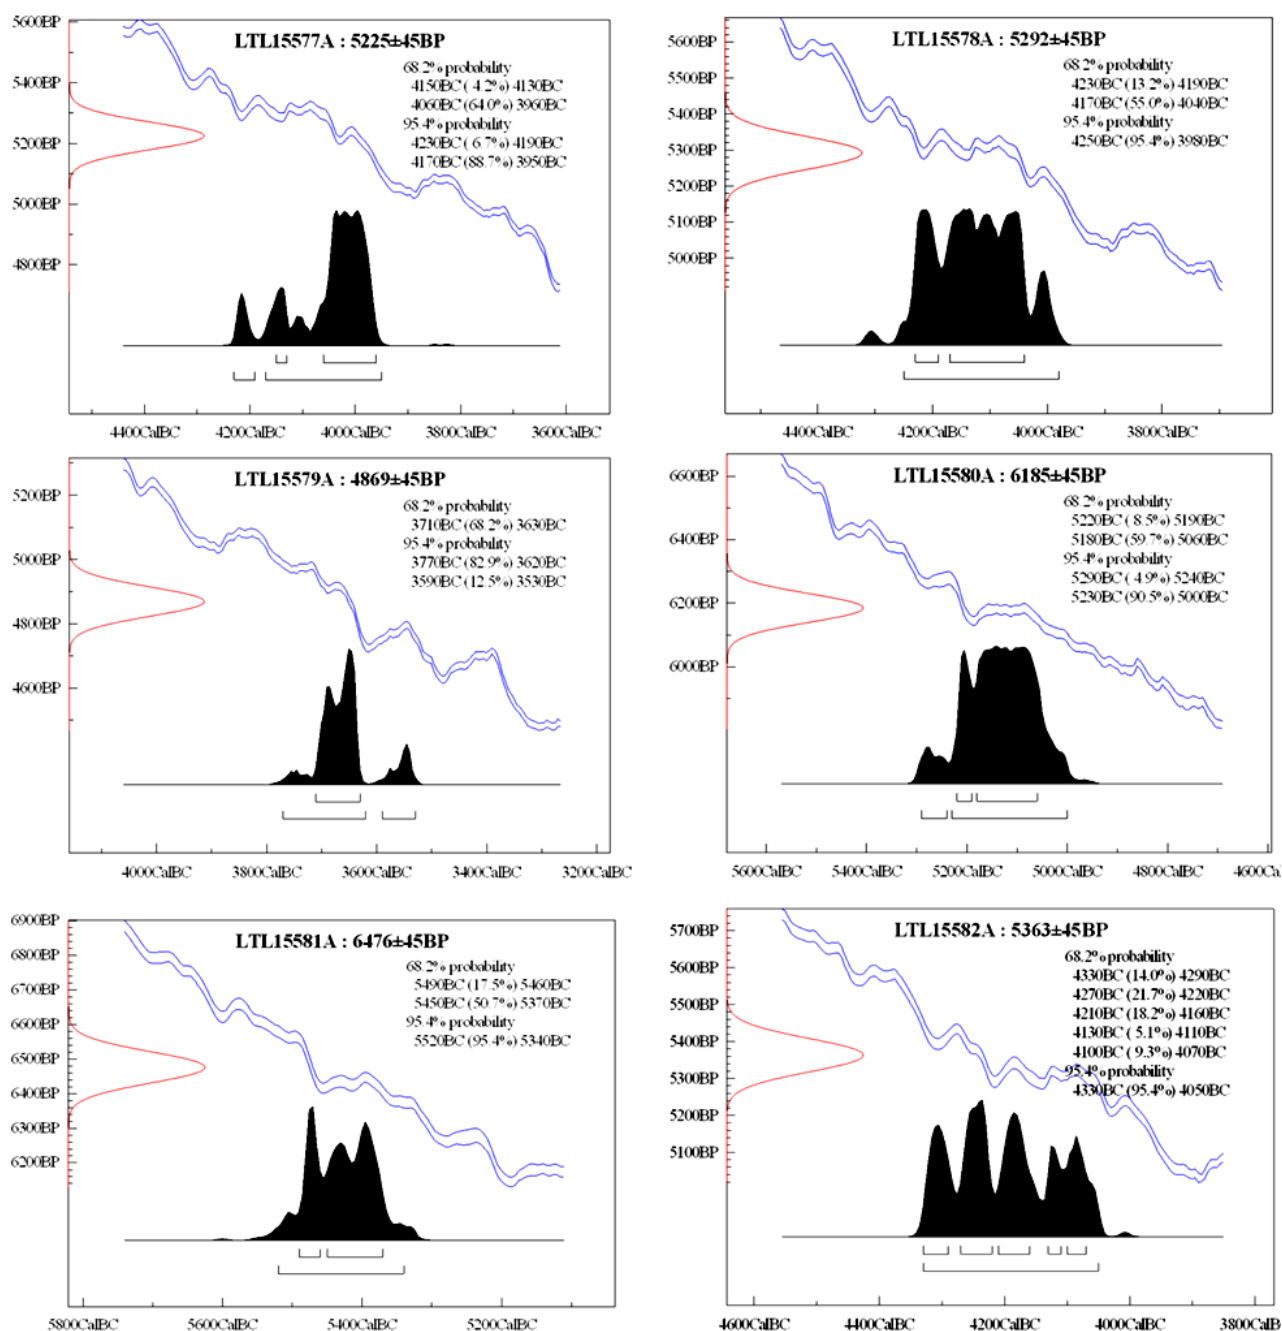 LTL15577A : 5225±45BP
68.2% probability
4150BC ( 4.2%) 4130BC
4060BC (64.0%) 3960BC
95.4% probability
4230BC ( 6.7%) 4190BC
4170BC (88.7%) 3950BC
5600BP
5400BP
5200BP
5000BP
4800BP
4400CalBC 4200CalBC 4000CalBC 3800CalBC 3600CalBC
LTL15578A : 5292±45BP
68.2% probability
4230BC (13.2%) 4190BC
4170BC (55.0%) 4040BC
95.4% probability
4250BC (95.4%) 3980BC
5600BP
5500BP
5400BP
5300BP
5200BP
5100BP
5000BP
4400CalBC 4200CalBC 4000CalBC 3800CalBC
LTL15579A : 4869±45BP
68.2% probability
3710BC (68.2%) 3630BC
95.4% probability
3770BC (82.9%) 3620BC
3590BC (12.5%) 3530BC
5200BP
5000BP
4800BP
4600BP
4000CalBC 3800CalBC 3600CalBC 3400CalBC 3200CalBC
LTL15580A : 6185±45BP
68.2% probability
5220BC ( 8.5%) 5190BC
5180BC (59.7%) 5060BC
95.4% probability
5290BC ( 4.9%) 5240BC
5230BC (90.5%) 5000BC
6600BP
6400BP
6200BP
6000BP
5600CalBC 5400CalBC 5200CalBC 5000CalBC 4800CalBC 4600Cal
LTL15581A : 6476±45BP
68.2% probability
5490BC (17.5%) 5460BC
5450BC (50.7%) 5370BC
95.4% probability
5520BC (95.4%) 5340BC
6900BP
6800BP
6700BP
6600BP
6500BP
6400BP
6300BP
6200BP
5800CalBC 5600CalBC 5400CalBC 5200CalBC
LTL15582A : 5363±45BP
68.2% probability
4330BC (14.0%) 4290BC
4270BC (21.7%) 4220BC
4210BC (18.2%) 4160BC
4130BC ( 5.1%) 4110BC
4100BC ( 9.3%) 4070BC
95.4% probability
4330BC (95.4%) 4050BC
5700BP
5600BP
5500BP
5400BP
5300BP
5200BP
5100BP
4600CalBC 4400CalBC 4200CalBC 4000CalBC 3800CalBC